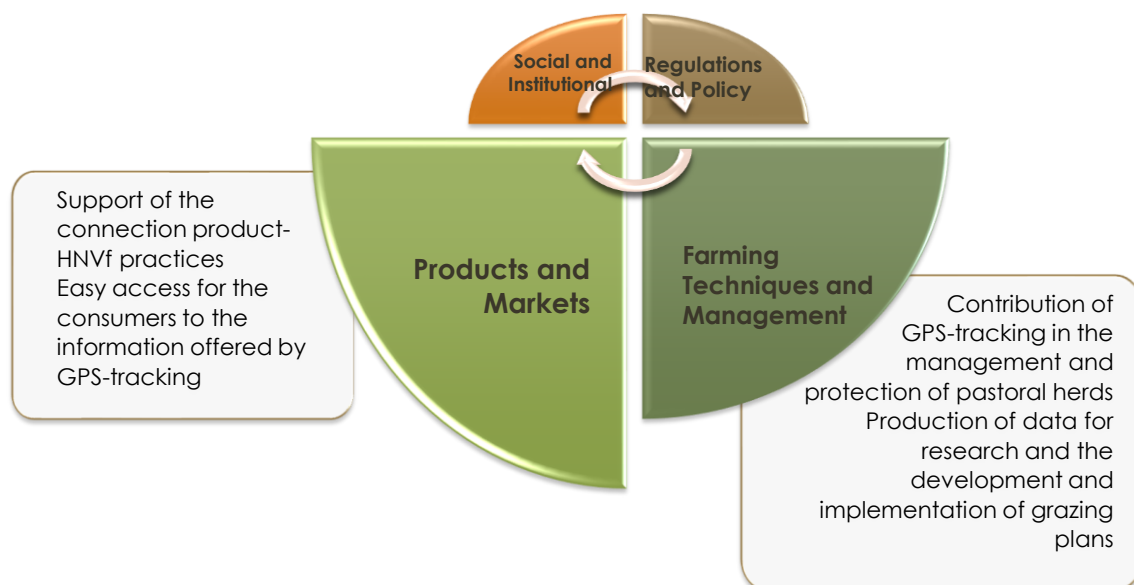 Social and
Institutional
Regulations
and Policy
Support of the
connection product-
HNVf practices
Easy access for the
consumers to the
information offered by
GPS-tracking
Products and
Markets
Farming
Techniques and
Management
Contribution of
GPS-tracking in the
management and
protection of pastoral herds
Production of data for
research and the
development and
implementation of grazing
plans